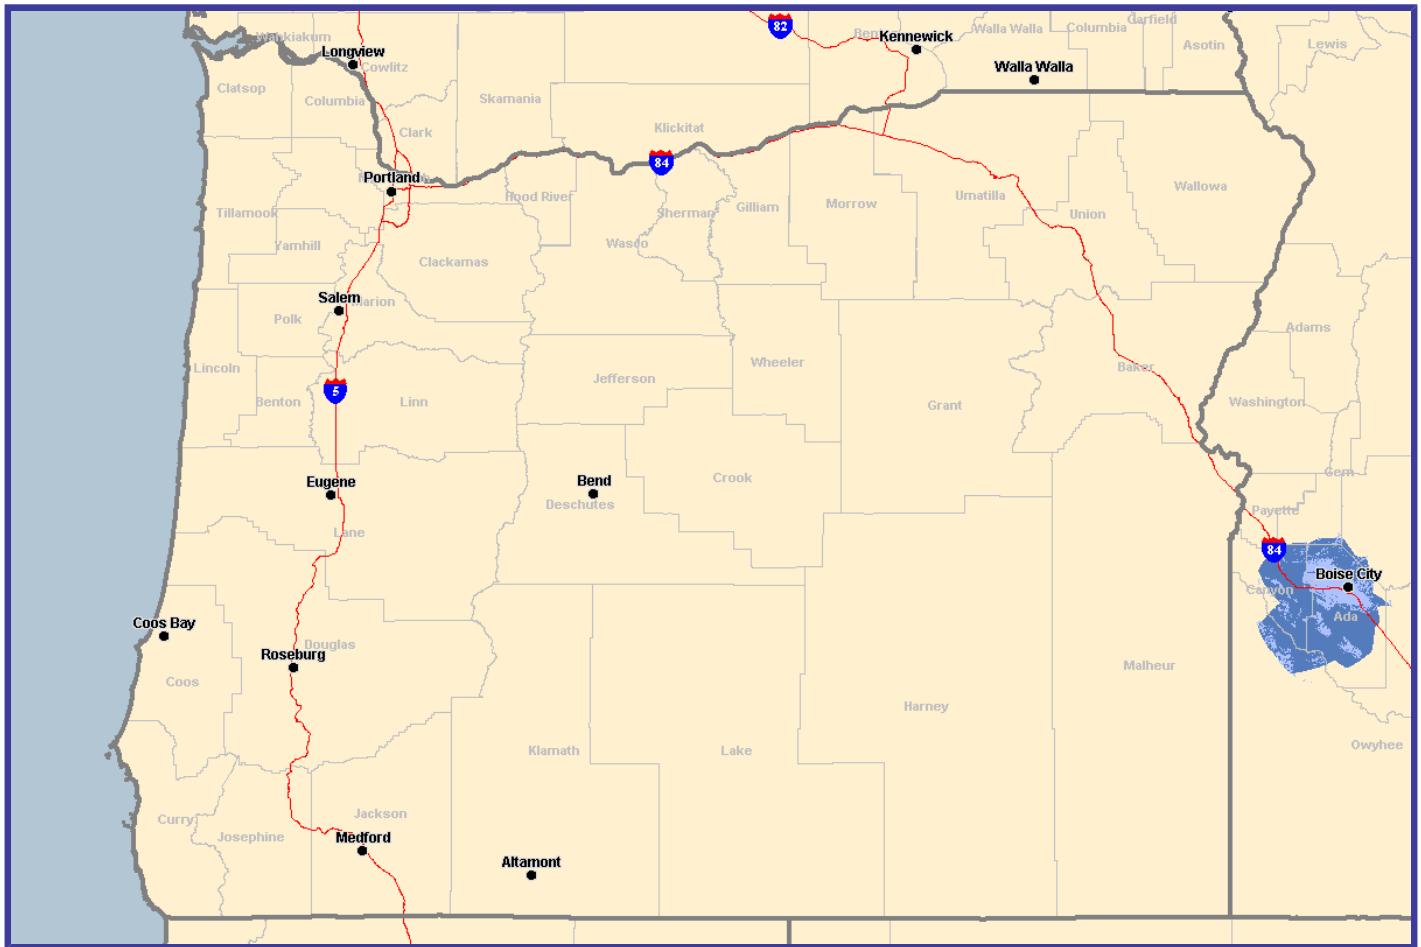 82
Kennewick
Walla Walla
Columbia
Garfield
Wahkiakum
Longview
Cowlitz
Asotin
Lewis
Walla Walla
Clatsop
Columbia
Skamania
Clark
Klickitat
84
Portland
Hood River
Sherman
Gilliam
Morrow
Umatilla
Wallowa
Tillamook
Union
Yamhill
Wasco
Clackamas
Salem
Marion
Polk
Adams
Lincoln
Wheeler
Baker
Jefferson
5
Benton
Linn
Grant
Washington
Gem
Eugene
Bend
Crook
Deschutes
Payette
Lane
84
Boise City
Canyon
Ada
Coos Bay
Roseburg
Douglas
Malheur
Coos
Harney
Klamath
Lake
Owyhee
Curry
Jackson
Josephine
Medford
Altamont